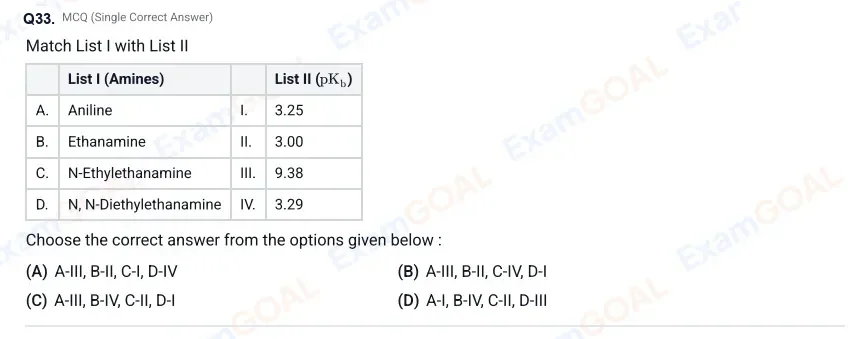 Q33. MCQ (Single Correct Answer)
Match List I with List II
List I (Amines) List II (pK_b)
A. Aniline I. 3.25
B. Ethanamine II. 3.00
C. N-Ethylethanamine III. 9.38
D. N, N-Diethylethanamine IV. 3.29
Choose the correct answer from the options given below :
(A) A-III, B-II, C-I, D-IV (B) A-III, B-II, C-IV, D-I
(C) A-III, B-IV, C-II, D-I (D) A-I, B-IV, C-II, D-III
ExamGOAL